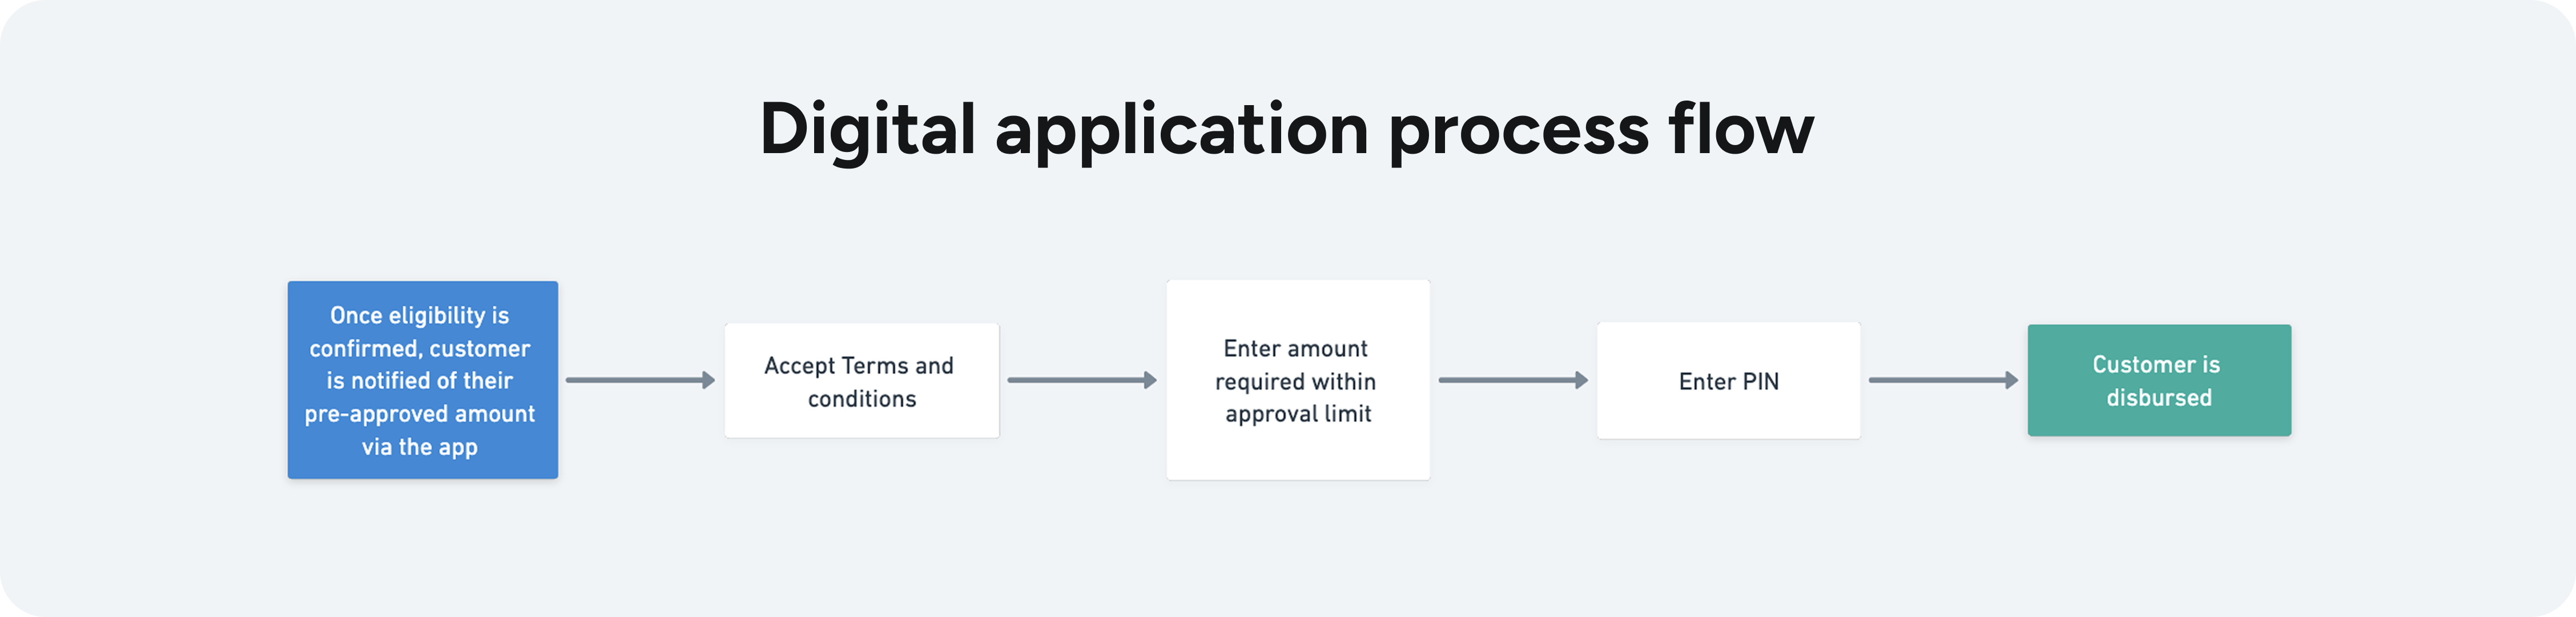 Digital application process flow
Once eligibility is
confirmed, customer
is notified of their
pre-approved amount
via the app
Accept Terms and
conditions
Enter amount
required within
approval limit
Enter PIN
Customer is
disbursed